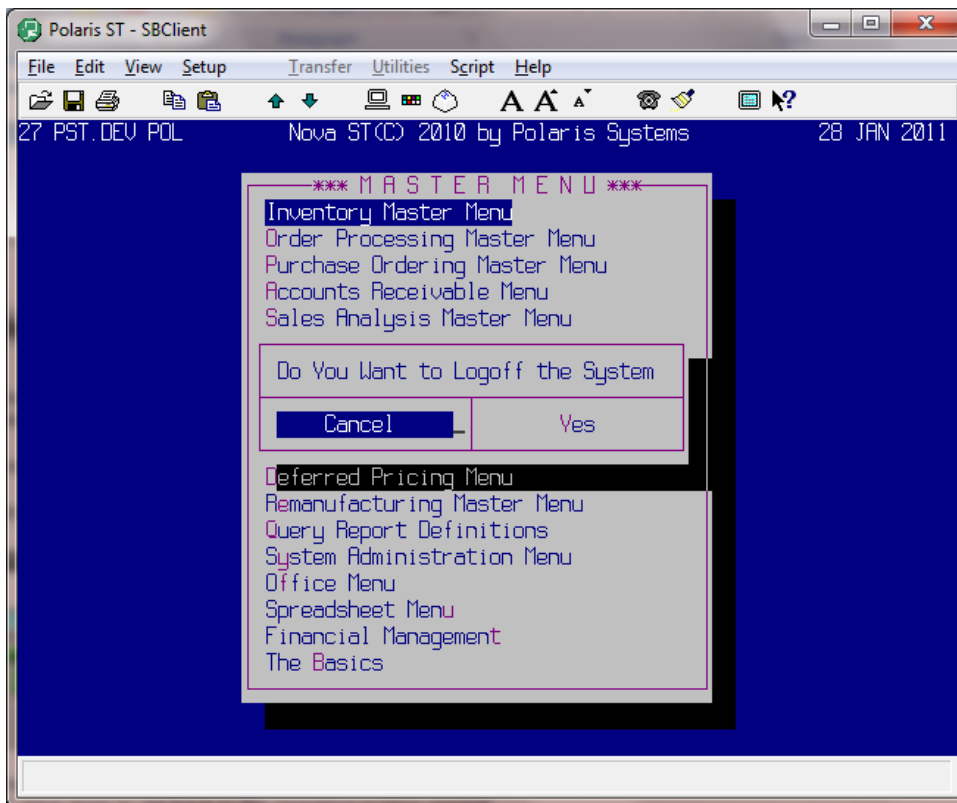 Polaris ST - SBClient
File Edit View Setup Transfer Utilities Script Help
27 PST.DEV POL Nova ST(C) 2010 by Polaris Systems 28 JAN 2011
*** M A S T E R M E N U ***
Inventory Master Menu
Order Processing Master Menu
Purchase Ordering Master Menu
Accounts Receivable Menu
Sales Analysis Master Menu
Do You Want to Logoff the System
Cancel Yes
Deferred Pricing Menu
Remanufacturing Master Menu
Query Report Definitions
System Administration Menu
Office Menu
Spreadsheet Menu
Financial Management
The Basics